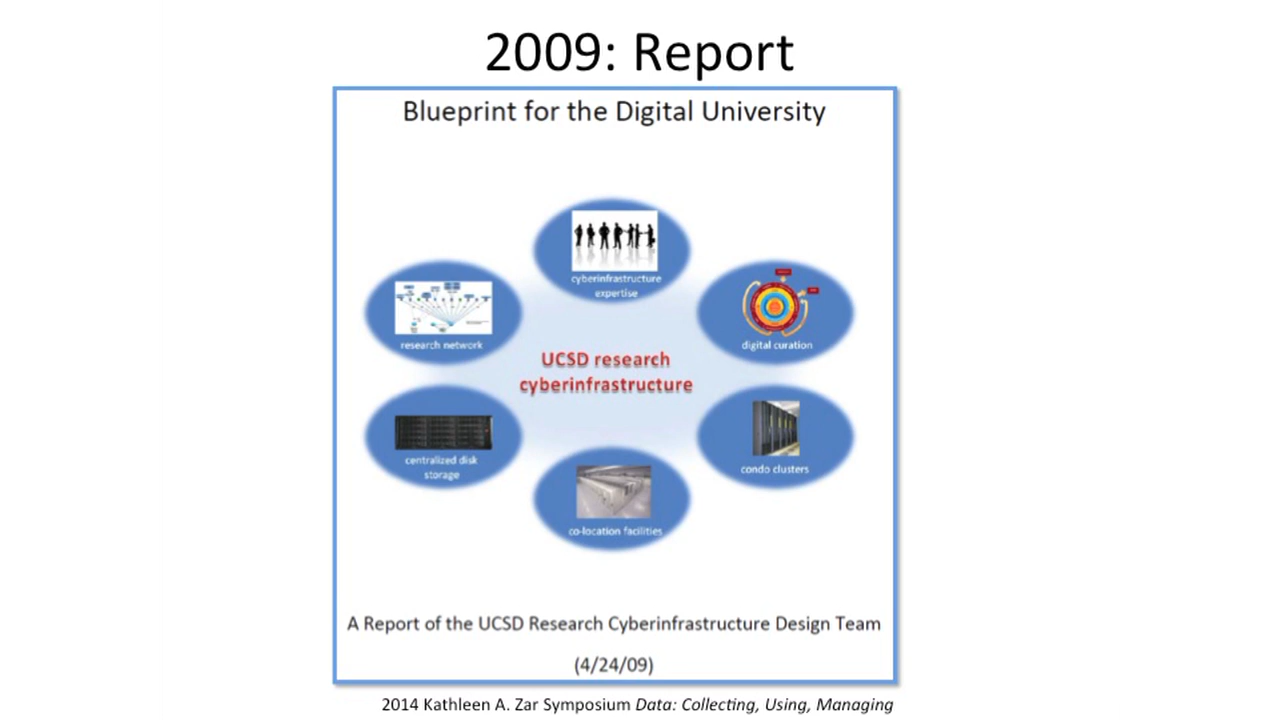 2009: Report
Blueprint for the Digital University
cyberinfrastructure
expertise
research network
digital curation
UCSD research
cyberinfrastructure
centralized disk
storage
condo clusters
co-location facilities
A Report of the UCSD Research Cyberinfrastructure Design Team
(4/24/09)
2014 Kathleen A. Zar Symposium Data: Collecting, Using, Managing